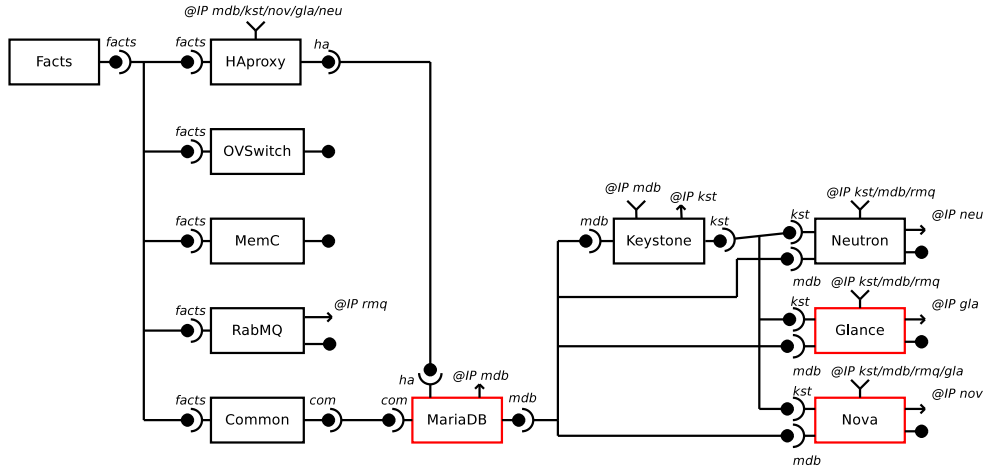 @IP mdb/kst/nov/gla/neu
facts
facts
ha
Facts
HAproxy
facts
OVSwitch
@IP mdb
@IP kst
@IP kst/mdb/rmq
facts
mdb
kst
kst
@IP neu
MemC
Keystone
Neutron
mdb
@IP kst/mdb/rmq
facts
@IP rmq
kst
@IP gla
RabMQ
Glance
ha
@IP mdb
mdb
@IP kst/mdb/rmq/gla
facts
com
com
mdb
kst
@IP nov
Common
MariaDB
Nova
mdb